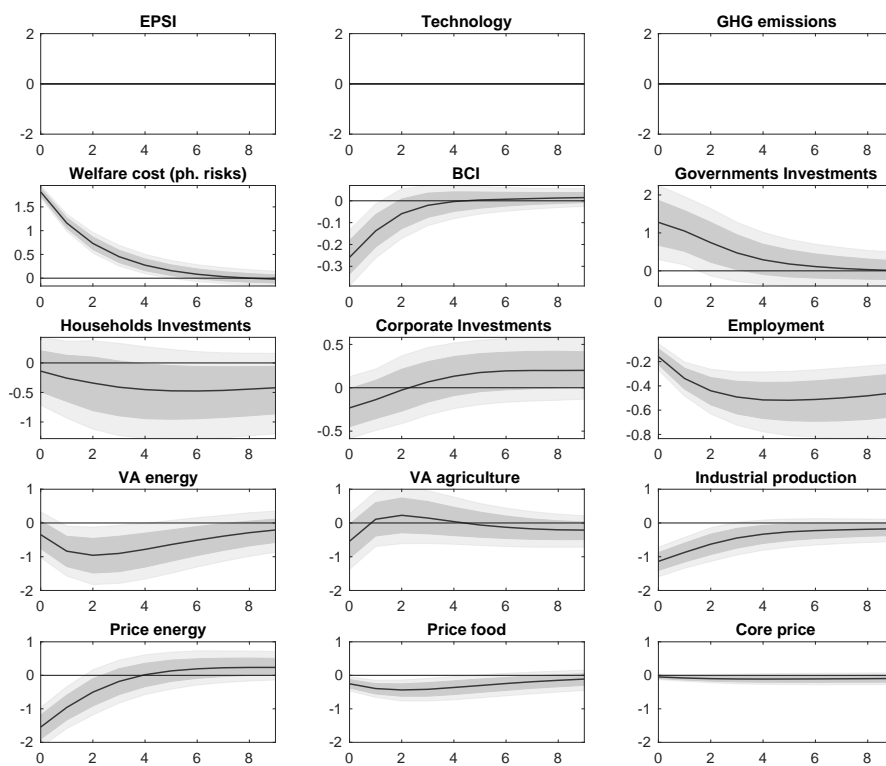 EPSI Technology GHG emissions
2 2 2
0 0 0
-2 -2 -2
0 2 4 6 8 0 2 4 6 8 0 2 4 6 8
Welfare cost (ph. risks) BCI Governments Investments
1.5 0 2
1 -0.1 1
0.5 -0.2 0
0 -0.3
0 2 4 6 8 0 2 4 6 8 0 2 4 6 8
Households Investments Corporate Investments Employment
0 0.5 -0.2
-0.5 0 -0.4
-1 -0.5 -0.6
-0.8
0 2 4 6 8 0 2 4 6 8 0 2 4 6 8
VA energy VA agriculture Industrial production
1 1 1
0 0 0
-1 -1 -1
-2 -2 -2
0 2 4 6 8 0 2 4 6 8 0 2 4 6 8
Price energy Price food Core price
1 1 1
0 0 0
-1 -1 -1
-2 -2 -2
0 2 4 6 8 0 2 4 6 8 0 2 4 6 8